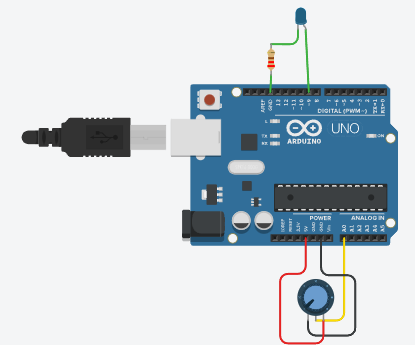 AREF
GND
13
12
~11
~10
~9
8
7
~6
~5
4
~3
2
TX→1
RX←0
DIGITAL (PWM~)
L
TX
RX
UNO
ON
ARDUINO
POWER
ANALOG IN
IOREF
RESET
3.3V
5V
GND
GND
Vin
A0
A1
A2
A3
A4
A5